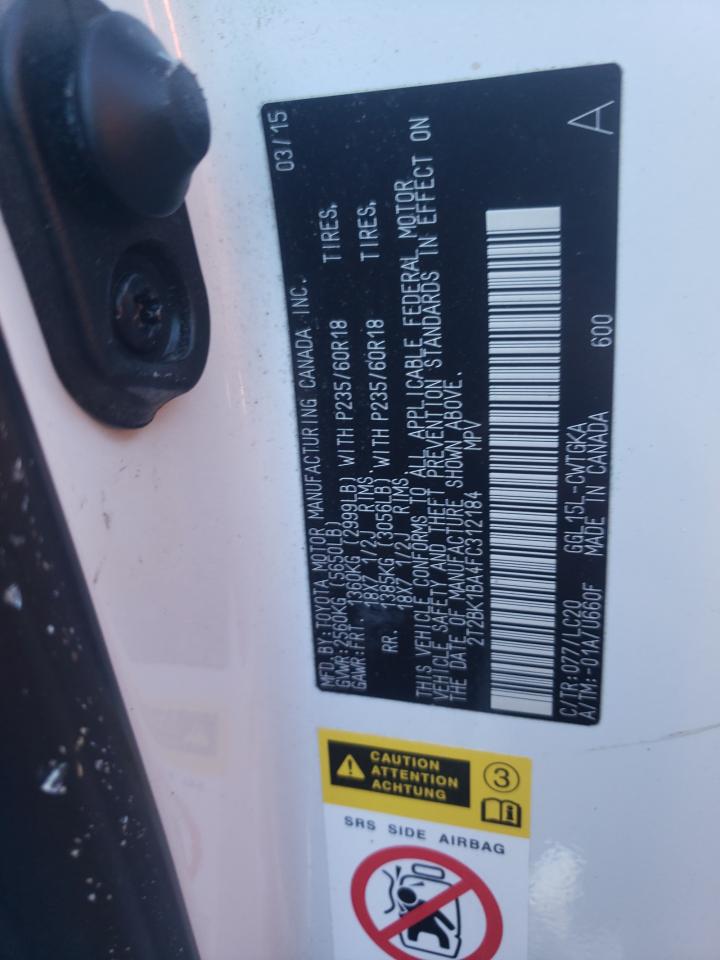 03/15
MFD. BY:TOYOTA MOTOR MANUFACTURING CANADA INC.
GVWR:2560KG (5650LB)
GAWR:FRT. 1360KG (2999LB) WITH P235/60R18 TIRES,
18X7 1/2J RIMS.
RR. 1385KG (3056LB) WITH P235/60R18 TIRES,
18X7 1/2J RIMS.
THIS VEHICLE CONFORMS TO ALL APPLICABLE FEDERAL MOTOR
VEHICLE SAFETY AND THEFT PREVENTION STANDARDS IN EFFECT ON
THE DATE OF MANUFACTURE SHOWN ABOVE.
2T2BK1BA4FC312184 MPV
C/TR:077/LC20 GGL15L-CWTGKA 600
A/TM:-01A/U660F MADE IN CANADA A
CAUTION
ATTENTION
ACHTUNG
3
SRS SIDE AIRBAG